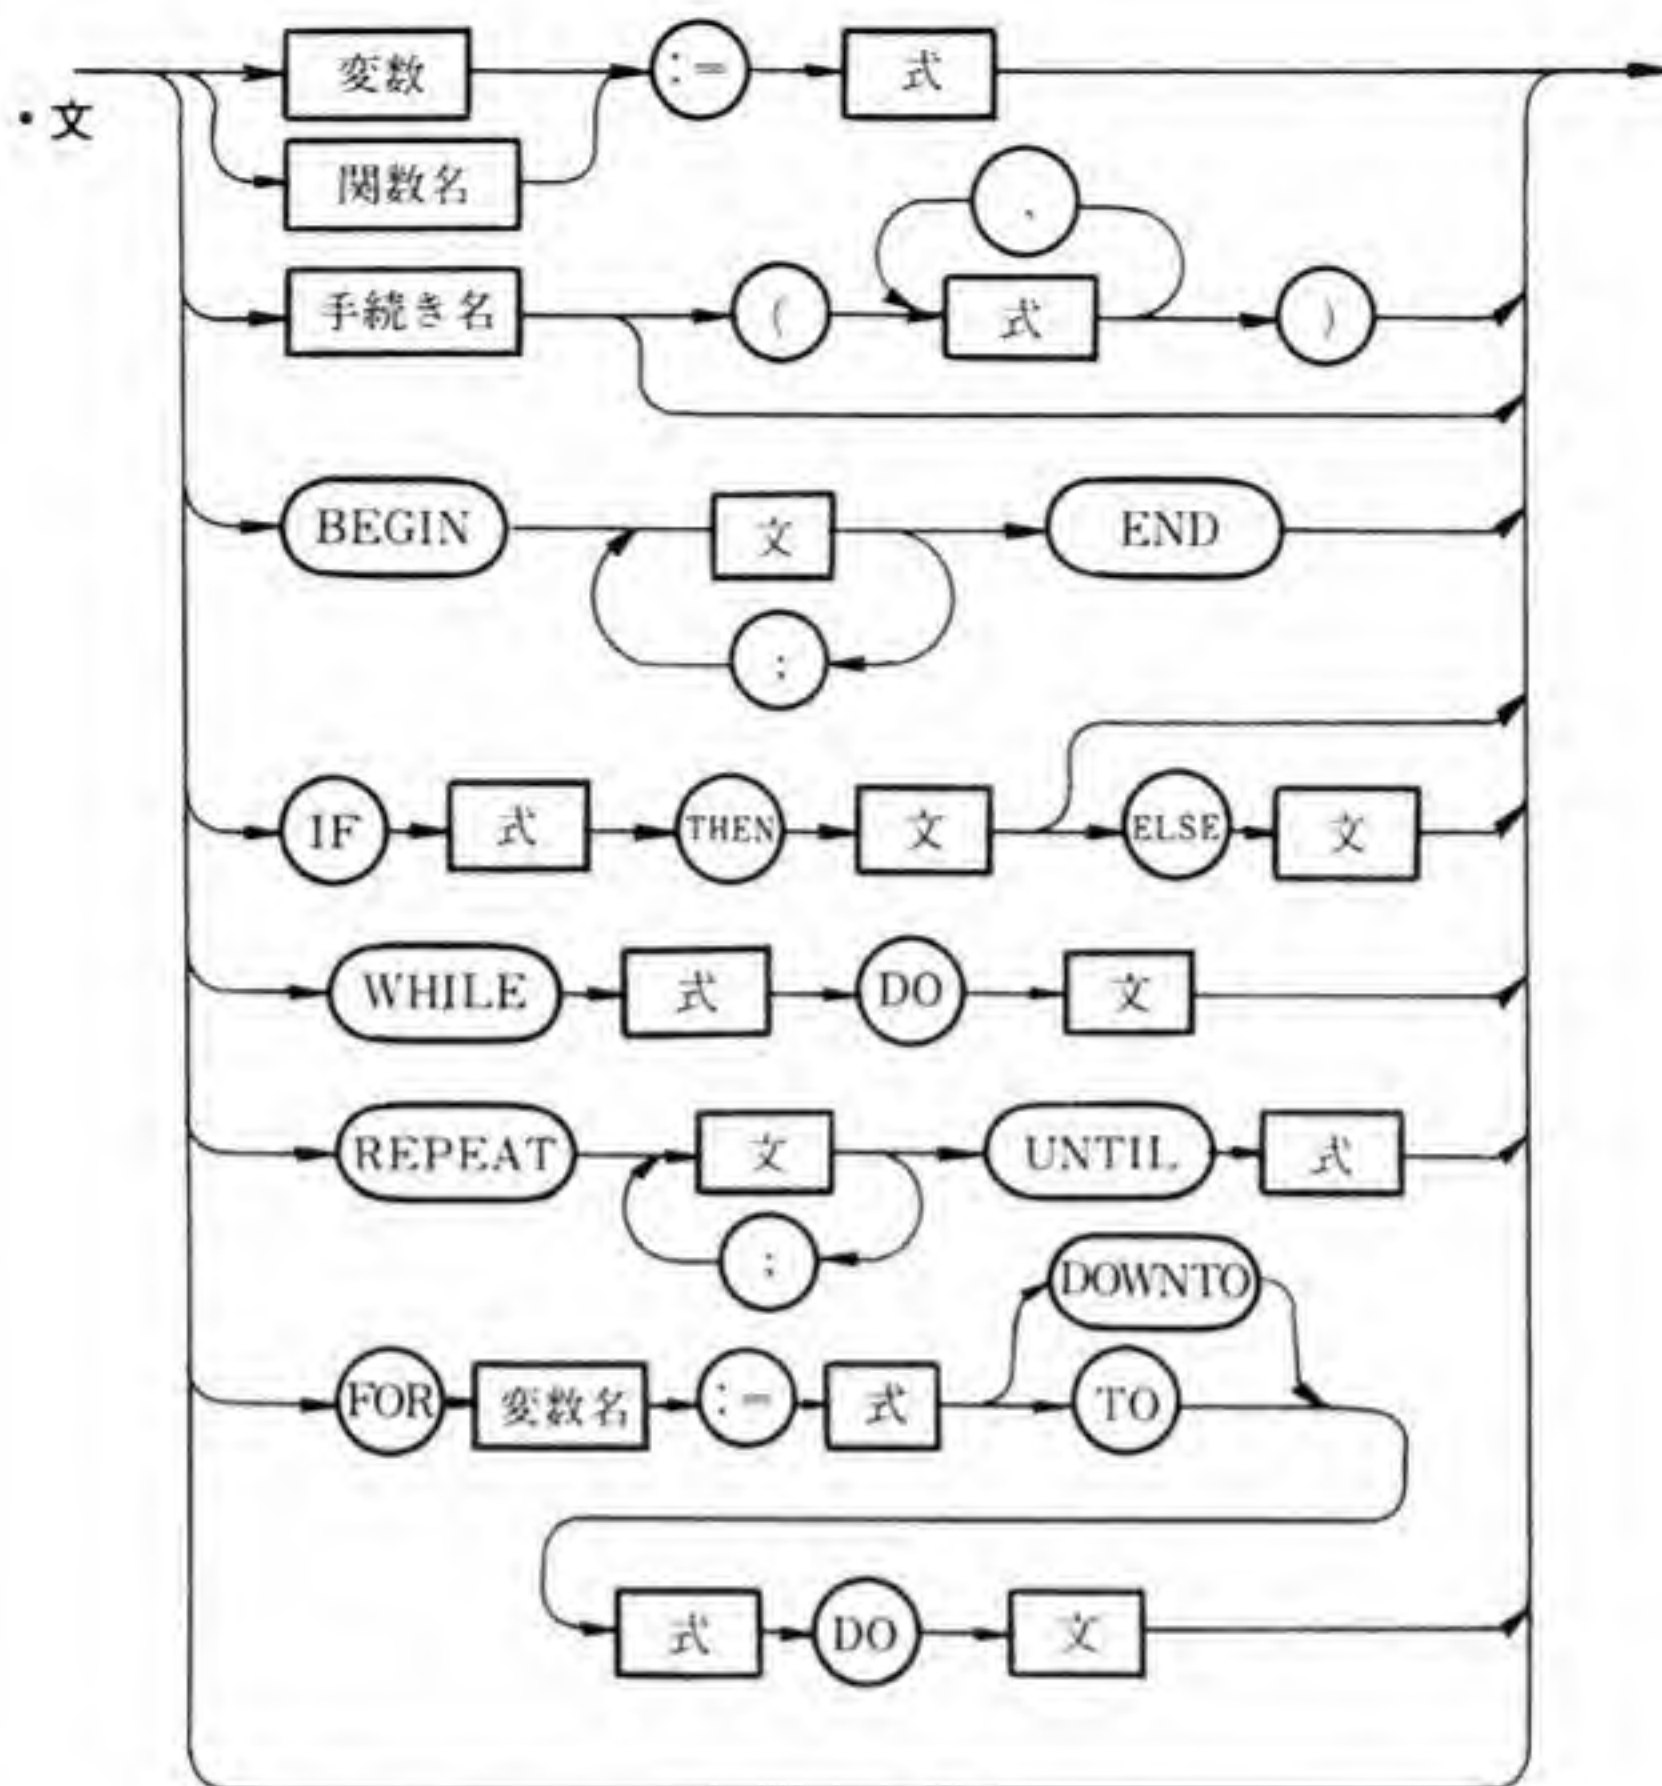 変数 := 式
・文
関数名
,
手続き名 ( 式 )
BEGIN 文 END
;
IF 式 THEN 文 ELSE 文
WHILE 式 DO 文
REPEAT 文 UNTIL 式
;
DOWNTO
FOR 変数名 := 式 TO
式 DO 文